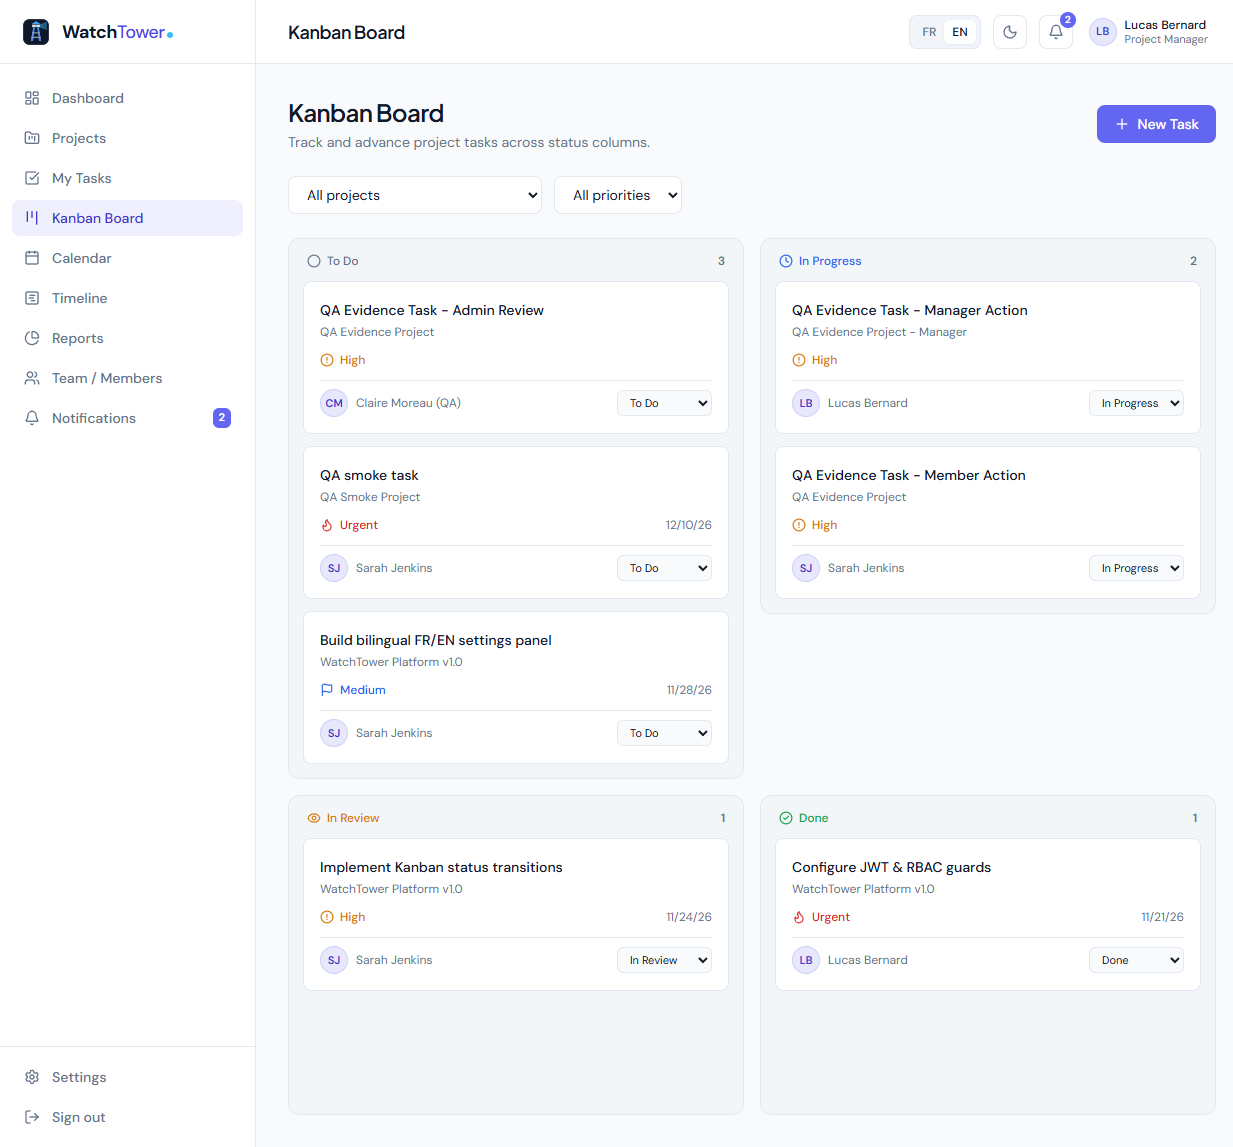 WatchTower
Kanban Board
FR EN
2
LB
Lucas Bernard
Project Manager
Dashboard
Projects
My Tasks
Kanban Board
Calendar
Timeline
Reports
Team / Members
Notifications 2
Settings
Sign out
Kanban Board
Track and advance project tasks across status columns.
+ New Task
All projects
All priorities
To Do 3
QA Evidence Task - Admin Review
QA Evidence Project
High
CM Claire Moreau (QA) To Do
QA smoke task
QA Smoke Project
Urgent 12/10/26
SJ Sarah Jenkins To Do
Build bilingual FR/EN settings panel
WatchTower Platform v1.0
Medium 11/28/26
SJ Sarah Jenkins To Do
In Progress 2
QA Evidence Task - Manager Action
QA Evidence Project - Manager
High
LB Lucas Bernard In Progress
QA Evidence Task - Member Action
QA Evidence Project
High
SJ Sarah Jenkins In Progress
In Review 1
Implement Kanban status transitions
WatchTower Platform v1.0
High 11/24/26
SJ Sarah Jenkins In Review
Done 1
Configure JWT & RBAC guards
WatchTower Platform v1.0
Urgent 11/21/26
LB Lucas Bernard Done